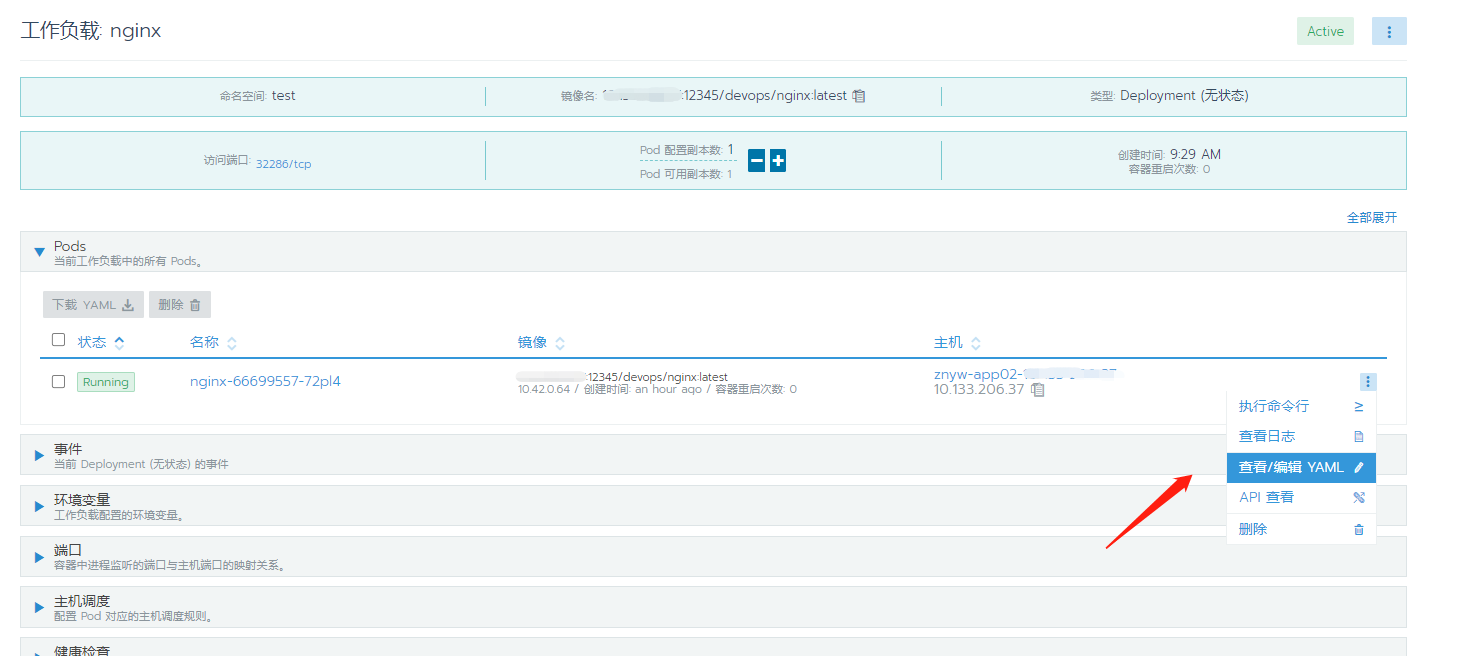 工作负载: nginx
Active
命名空间: test
镜像名: :12345/devops/nginx:latest
类型: Deployment (无状态)
访问端口: 32286/tcp
Pod 配置副本数: 1
Pod 可用副本数: 1
创建时间: 9:29 AM
容器重启次数: 0
全部展开
Pods
当前工作负载中的所有 Pods。
下载 YAML
删除
状态
名称
镜像
主机
Running
nginx-66699557-72pl4
:12345/devops/nginx:latest
10.42.0.64 / 创建时间: an hour ago / 容器重启次数: 0
znyw-app02-
10.133.206.37
执行命令行
查看日志
查看/编辑 YAML
API 查看
删除
事件
当前 Deployment (无状态) 的事件
环境变量
工作负载配置的环境变量。
端口
容器中进程监听的端口与主机端口的映射关系。
主机调度
配置 Pod 对应的主机调度规则。
健康检查